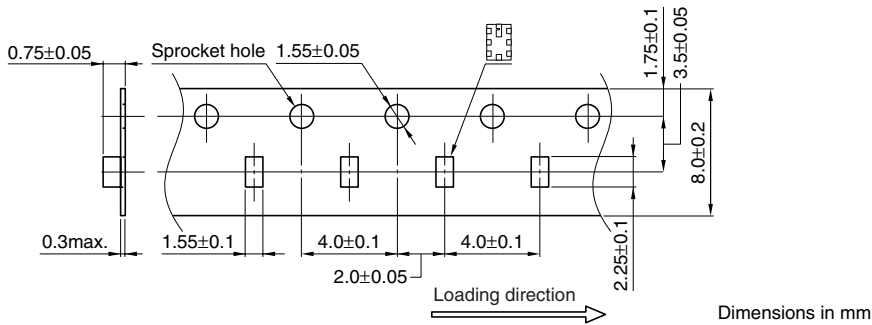 0.75±0.05
Sprocket hole
1.55±0.05
1.75±0.1
3.5±0.05
8.0±0.2
0.3max.
1.55±0.1
4.0±0.1
4.0±0.1
2.25±0.1
2.0±0.05
Loading direction
Dimensions in mm